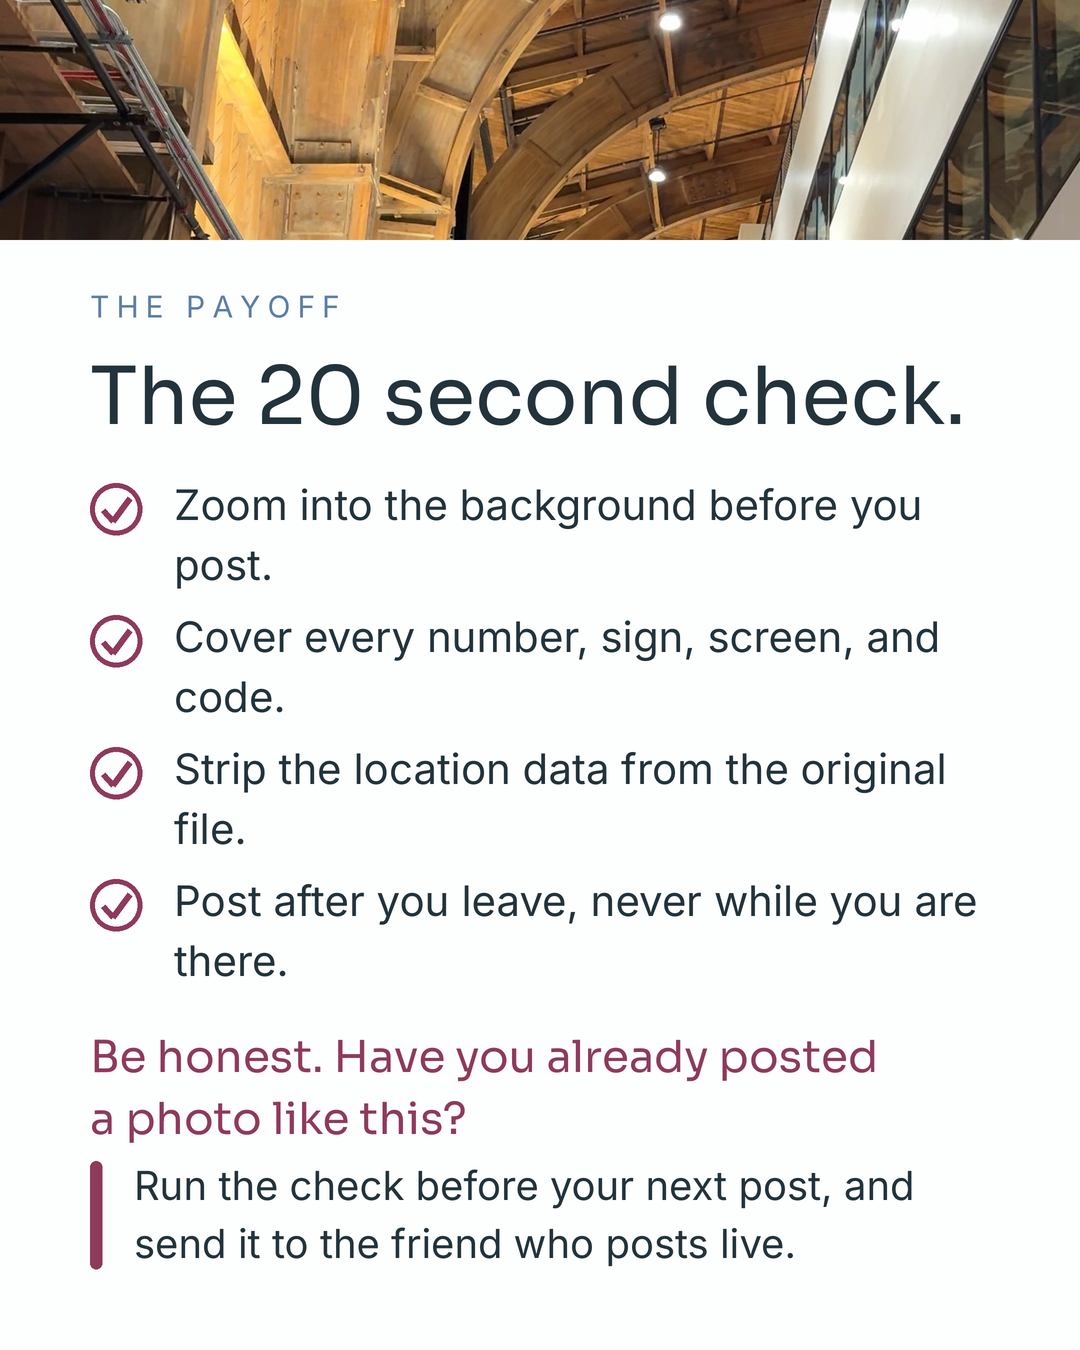 THE PAYOFF
The 20 second check.
Zoom into the background before you
post.
Cover every number, sign, screen, and
code.
Strip the location data from the original
file.
Post after you leave, never while you are
there.
Be honest. Have you already posted
a photo like this?
Run the check before your next post, and
send it to the friend who posts live.